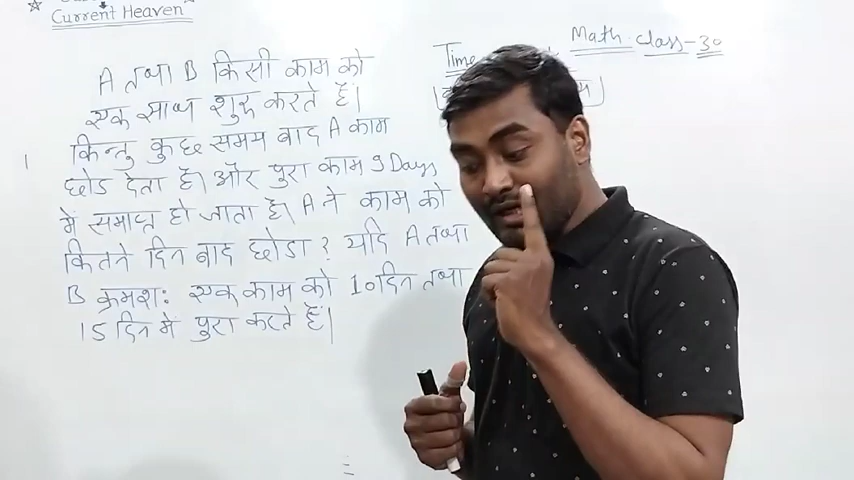 Current Heaven
Math class-30
Time
A तथा B किसी काम को
एक साथ शुरू करते हैं।
किन्तु कुछ समय बाद A काम
छोड देता है। और पुरा काम 9 Days
में समाप्त हो जाता है। A ने काम को
कितने दिन बाद छोडा ? यदि A तथा
B क्रमशः एक काम को 10 दिन तथा
15 दिन मे पुरा करते हैं।